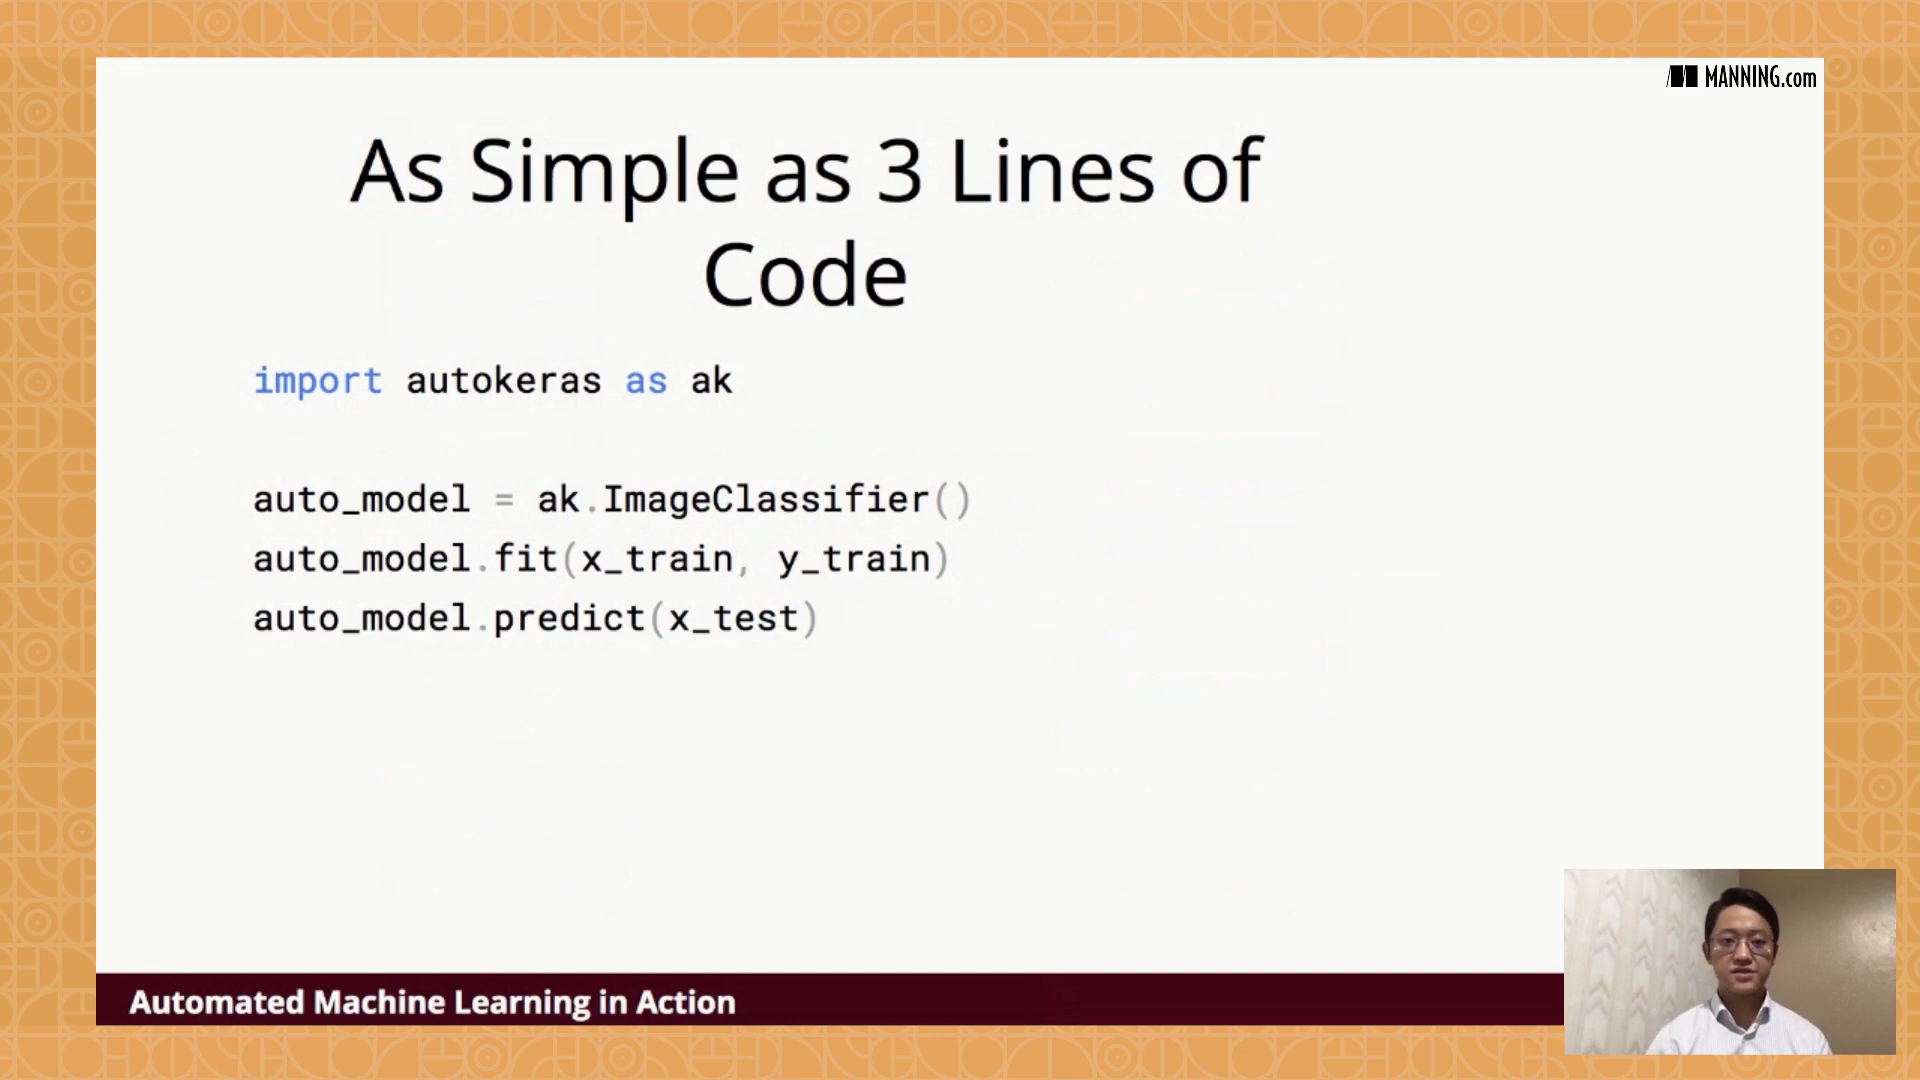 MANNING.com
As Simple as 3 Lines of
Code
import autokeras as ak
auto_model = ak.ImageClassifier()
auto_model.fit(x_train, y_train)
auto_model.predict(x_test)
Automated Machine Learning in Action